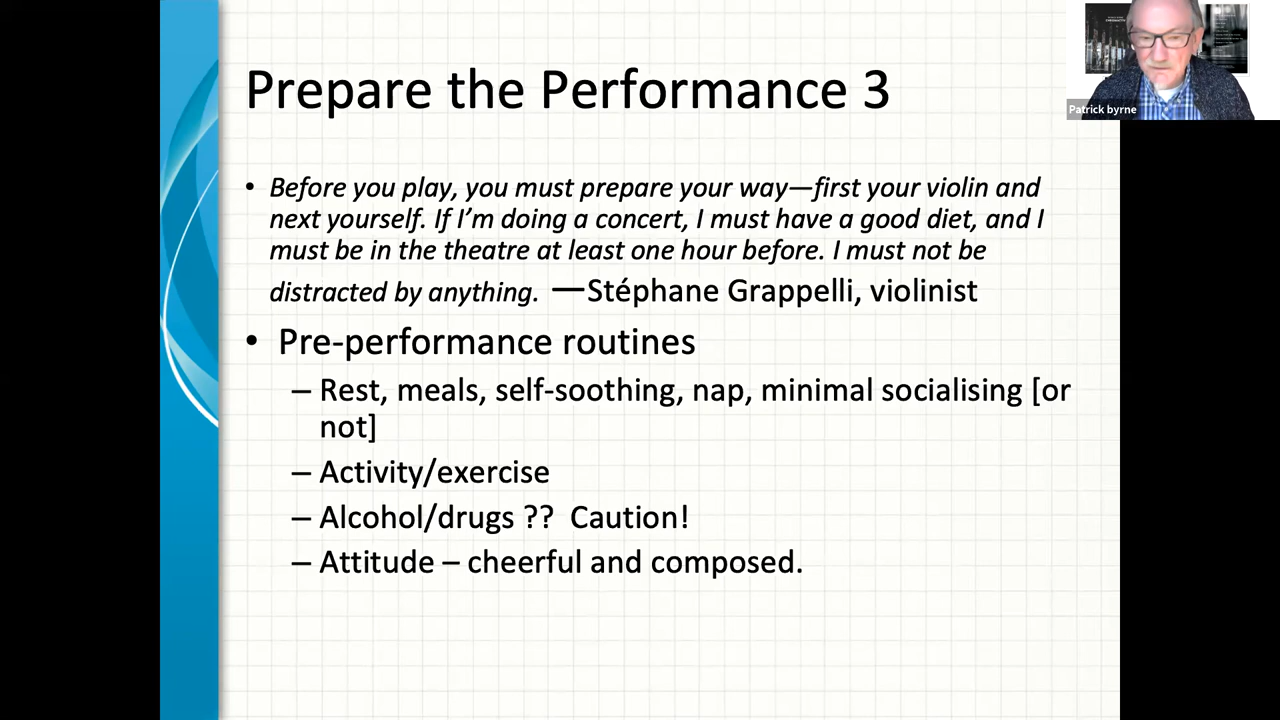 Prepare the Performance 3
• Before you play, you must prepare your way—first your violin and
next yourself. If I’m doing a concert, I must have a good diet, and I
must be in the theatre at least one hour before. I must not be
distracted by anything. —Stéphane Grappelli, violinist
• Pre-performance routines
– Rest, meals, self-soothing, nap, minimal socialising [or
not]
– Activity/exercise
– Alcohol/drugs ?? Caution!
– Attitude – cheerful and composed.
Patrick byrne